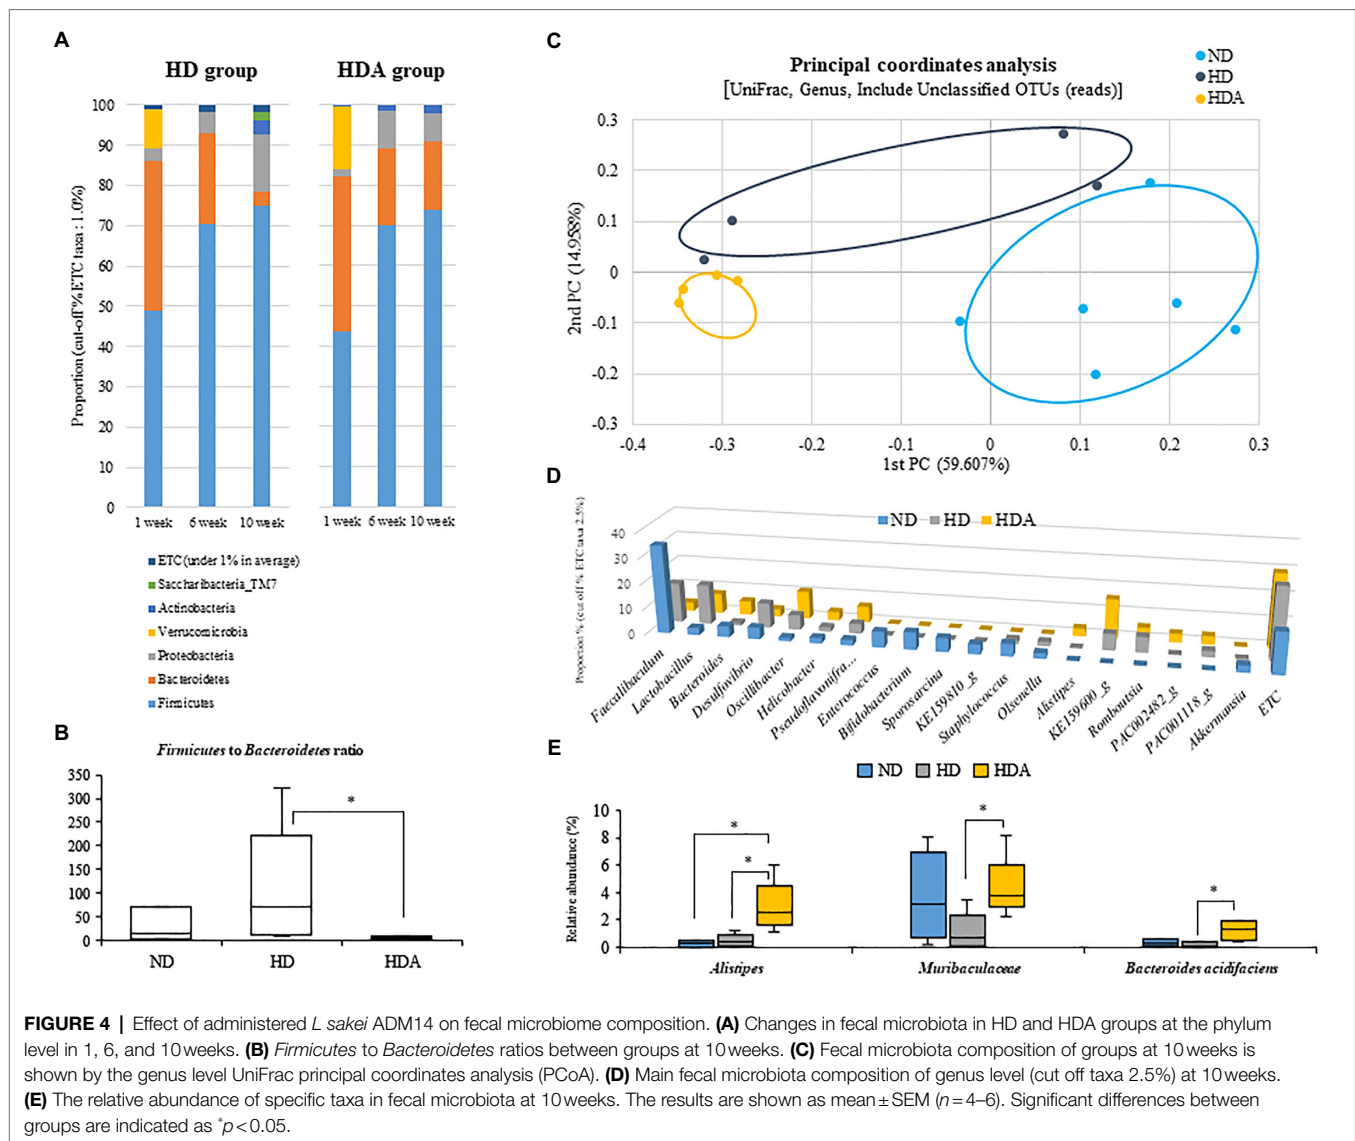 A
HD group
HDA group
Proportion (cut-off % ETC taxa : 1.0%)
100
90
80
70
60
50
40
30
20
10
0
1 week 6 week 10 week
1 week 6 week 10 week
ETC(under 1% in average)
Saccharibacteria_TM7
Actinobacteria
Verrucomicrobia
Proteobacteria
Bacteroidetes
Firmicutes
B
Firmicutes to Bacteroidetes ratio
350
300
250
200
150
100
50
0
*
ND HD HDA
C
Principal coordinates analysis
[UniFrac, Genus, Include Unclassified OTUs (reads)]
ND
HD
HDA
2nd PC (14.958%)
0.3
0.2
0.1
0
-0.1
-0.2
-0.3
-0.4 -0.3 -0.2 -0.1 0 0.1 0.2 0.3
1st PC (59.607%)
D
ND HD HDA
Proportion % (cut off % ETC taxa 2.5%)
40
30
20
10
0
Faecalibaculum
Lactobacillus
Bacteroides
Desulfovibrio
Oscillibacter
Helicobacter
Pseudoflavonifra…
Enterococcus
Bifidobacterium
Sporosarcina
KE159810_g
Staphylococcus
Olsenella
Alistipes
KE159600_g
Romboutsia
PAC002482_g
PAC001118_g
Akkermansia
ETC
E
ND HD HDA
Relative abundance (%)
10
8
6
4
2
0
*
*
*
*
Alistipes Muribaculaceae Bacteroides acidifaciens
FIGURE 4 | Effect of administered L sakei ADM14 on fecal microbiome composition. (A) Changes in fecal microbiota in HD and HDA groups at the phylum
level in 1, 6, and 10 weeks. (B) Firmicutes to Bacteroidetes ratios between groups at 10 weeks. (C) Fecal microbiota composition of groups at 10 weeks is
shown by the genus level UniFrac principal coordinates analysis (PCoA). (D) Main fecal microbiota composition of genus level (cut off taxa 2.5%) at 10 weeks.
(E) The relative abundance of specific taxa in fecal microbiota at 10 weeks. The results are shown as mean ± SEM (n = 4–6). Significant differences between
groups are indicated as *p < 0.05.